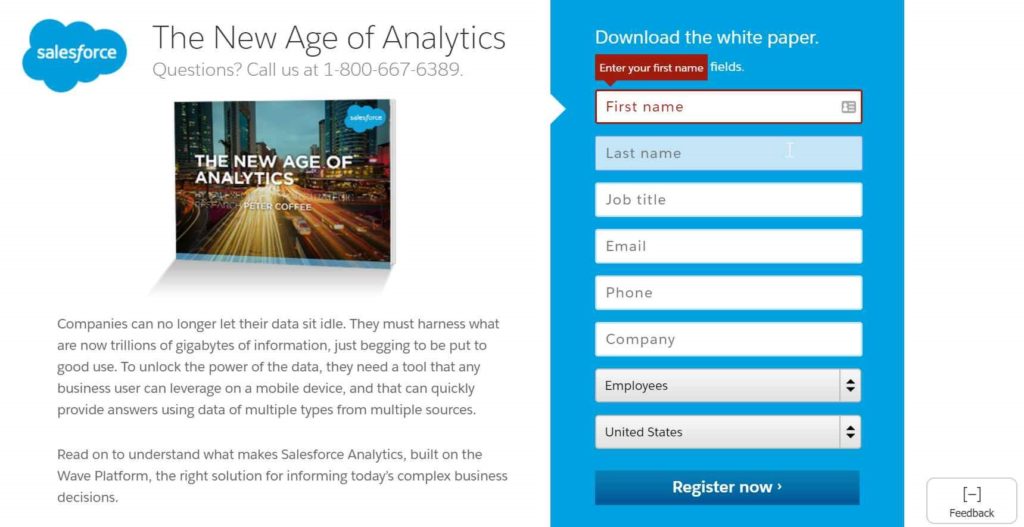 salesforce
The New Age of Analytics
Questions? Call us at 1-800-667-6389.
salesforce
THE NEW AGE OF
ANALYTICS
RESEARCH PETER COFFEE
Companies can no longer let their data sit idle. They must harness what
are now trillions of gigabytes of information, just begging to be put to
good use. To unlock the power of the data, they need a tool that any
business user can leverage on a mobile device, and that can quickly
provide answers using data of multiple types from multiple sources.
Read on to understand what makes Salesforce Analytics, built on the
Wave Platform, the right solution for informing today's complex business
decisions.
Download the white paper.
Enter your first name fields.
First name
Last name
Job title
Email
Phone
Company
Employees
United States
Register now ›
[−]
Feedback